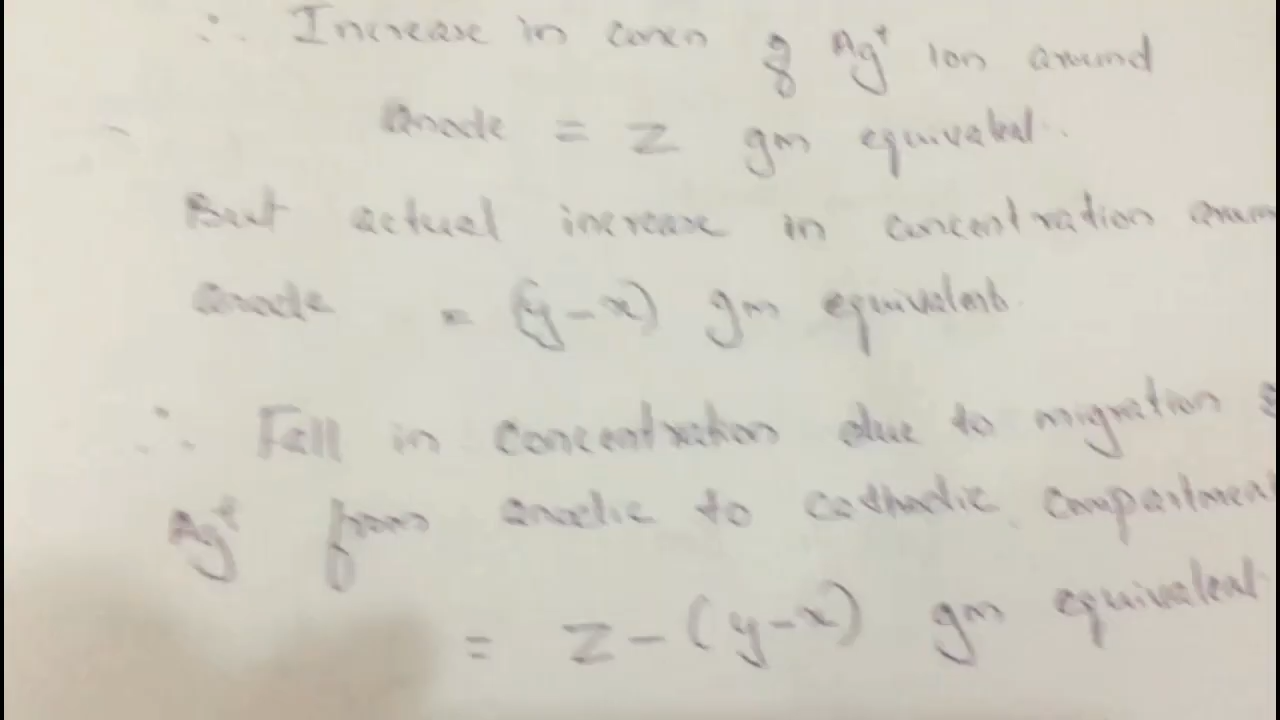 ∴ Increase in concn of Ag⁺ ion around
anode = z gm equivalent.
But actual increase in concentration
anode = (y-x) gm equivalent.
∴ Fall in concentration due to migration
Ag⁺ from anodic to cathodic compartment
= z-(y-x) gm equivalent